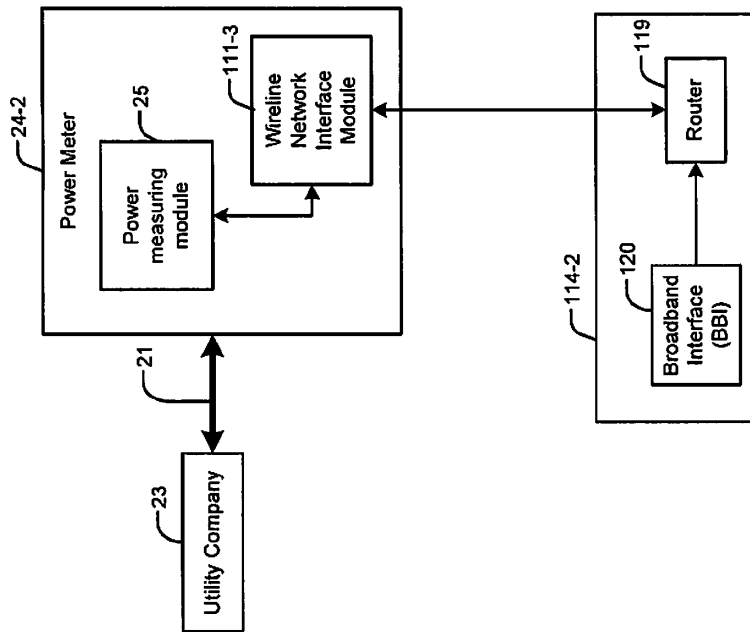 24-2
Power Meter
25
Power
measuring
module
111-3
Wireline
Network
Interface
Module
21
23
Utility Company
114-2
120
Broadband
Interface
(BBI)
119
Router